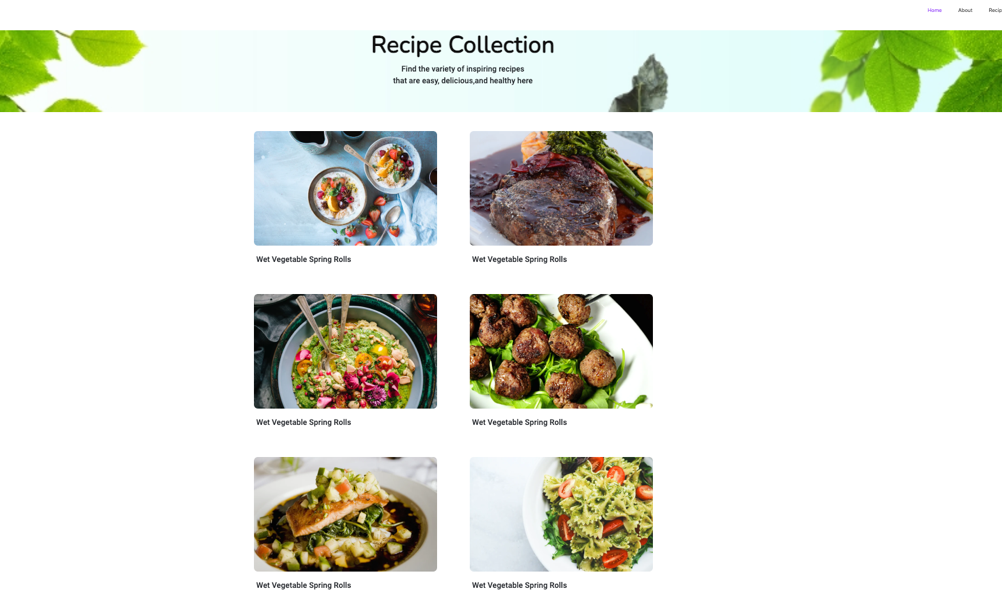 Home About
Recipe Collection
Find the variety of inspiring recipes
that are easy, delicious,and healthy here
Wet Vegetable Spring Rolls Wet Vegetable Spring Rolls
Wet Vegetable Spring Rolls Wet Vegetable Spring Rolls
Wet Vegetable Spring Rolls Wet Vegetable Spring Rolls